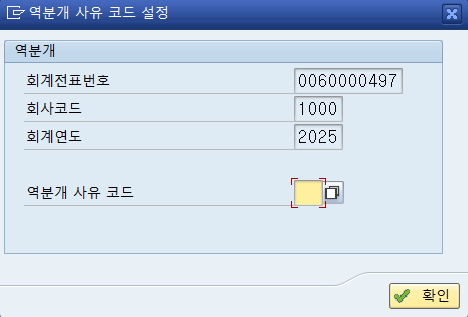 역분개 사유 코드 설정
역분개
회계전표번호 0060000497
회사코드 1000
회계연도 2025
역분개 사유 코드
확인